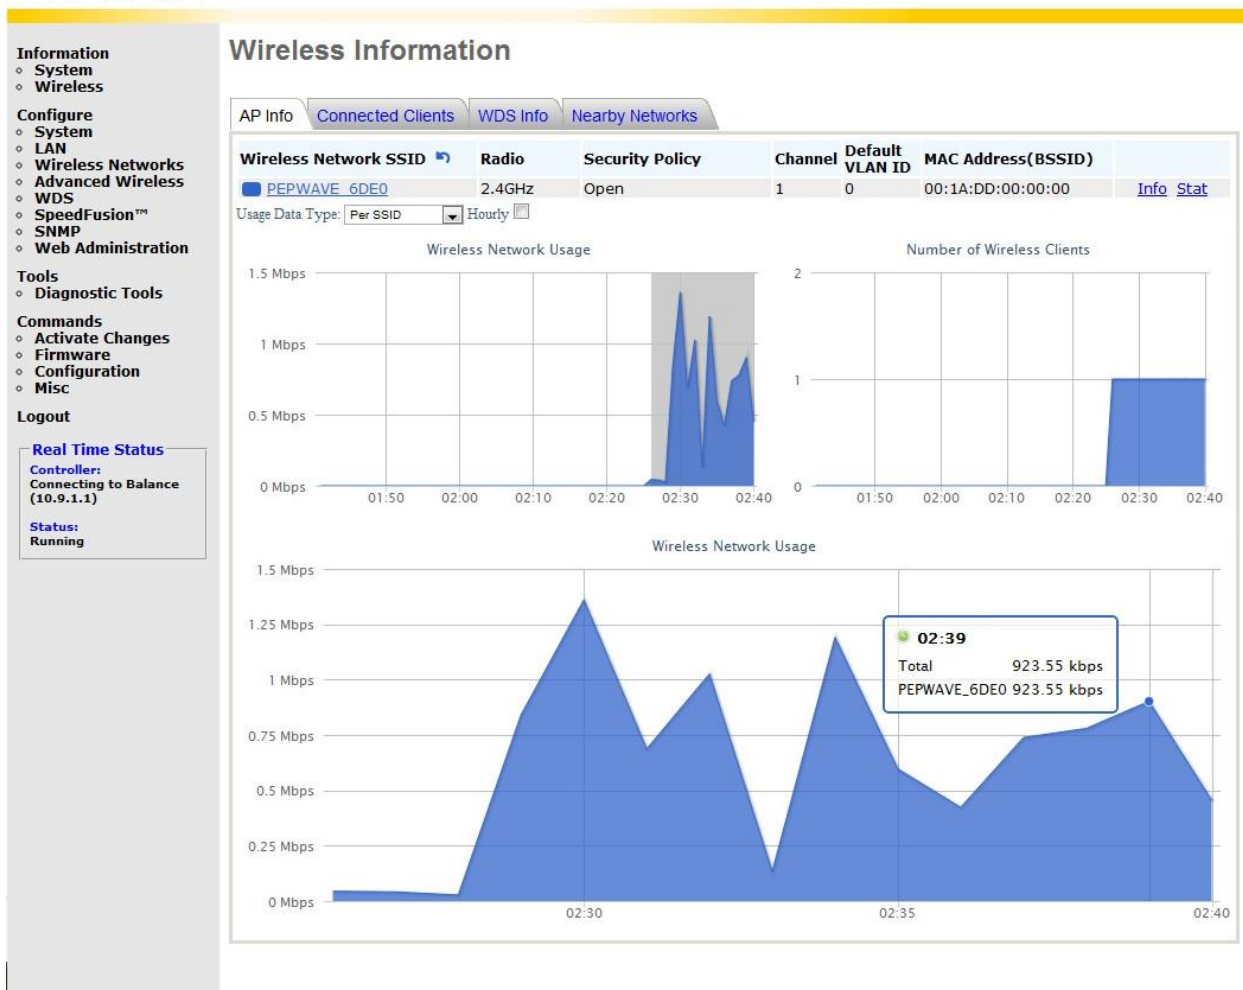 Information
System
Wireless
Configure
System
LAN
Wireless Networks
Advanced Wireless
WDS
SpeedFusion™
SNMP
Web Administration
Tools
Diagnostic Tools
Commands
Activate Changes
Firmware
Configuration
Misc
Logout
Real Time Status
Controller:
Connecting to Balance
(10.9.1.1)
Status:
Running
Wireless Information
AP Info Connected Clients WDS Info Nearby Networks
Wireless Network SSID Radio Security Policy Channel Default VLAN ID MAC Address(BSSID)
PEPWAVE_6DE0 2.4GHz Open 1 0 00:1A:DD:00:00:00 Info Stat
Usage Data Type: Per SSID Hourly
Wireless Network Usage
1.5 Mbps
1 Mbps
0.5 Mbps
0 Mbps
01:50 02:00 02:10 02:20 02:30 02:40
Number of Wireless Clients
2
1
0
01:50 02:00 02:10 02:20 02:30 02:40
Wireless Network Usage
1.5 Mbps
1.25 Mbps
1 Mbps
0.75 Mbps
0.5 Mbps
0.25 Mbps
0 Mbps
02:30 02:35 02:40
02:39
Total 923.55 kbps
PEPWAVE_6DE0 923.55 kbps